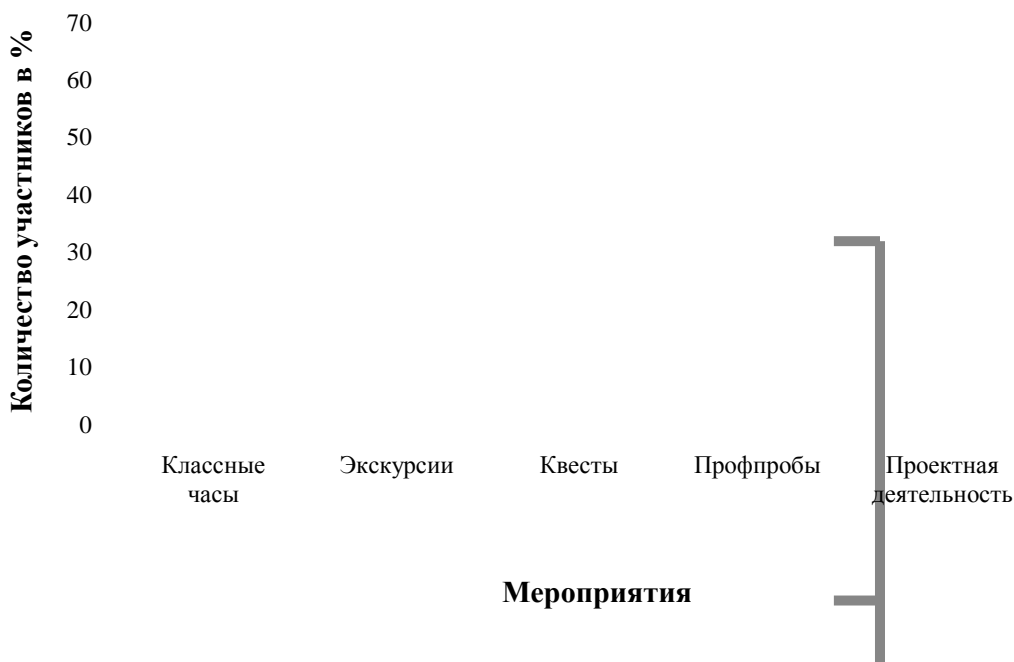 Количество участников в %
70
60
50
40
30
20
10
0
Классные
часы
Экскурсии
Квесты
Профпробы
Проектная
деятельность
Мероприятия